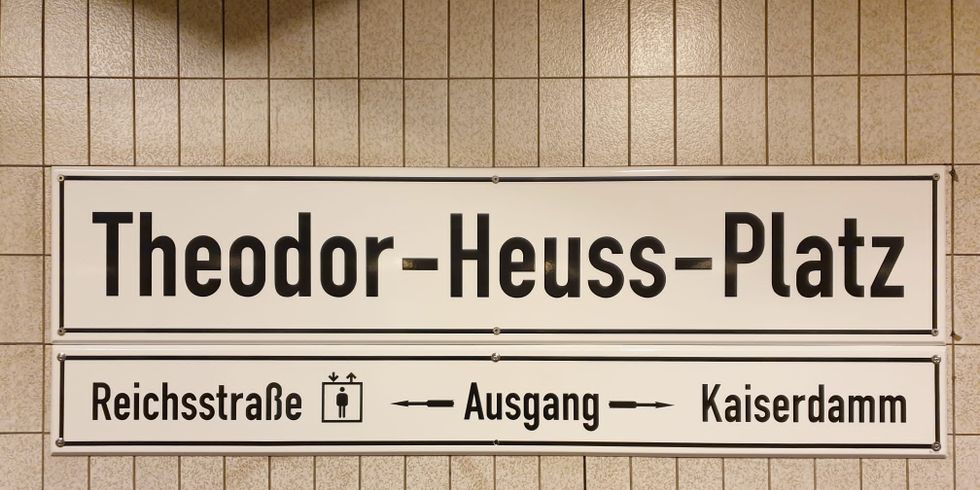 Theodor-Heuss-Platz
Reichsstraße ← Ausgang → Kaiserdamm